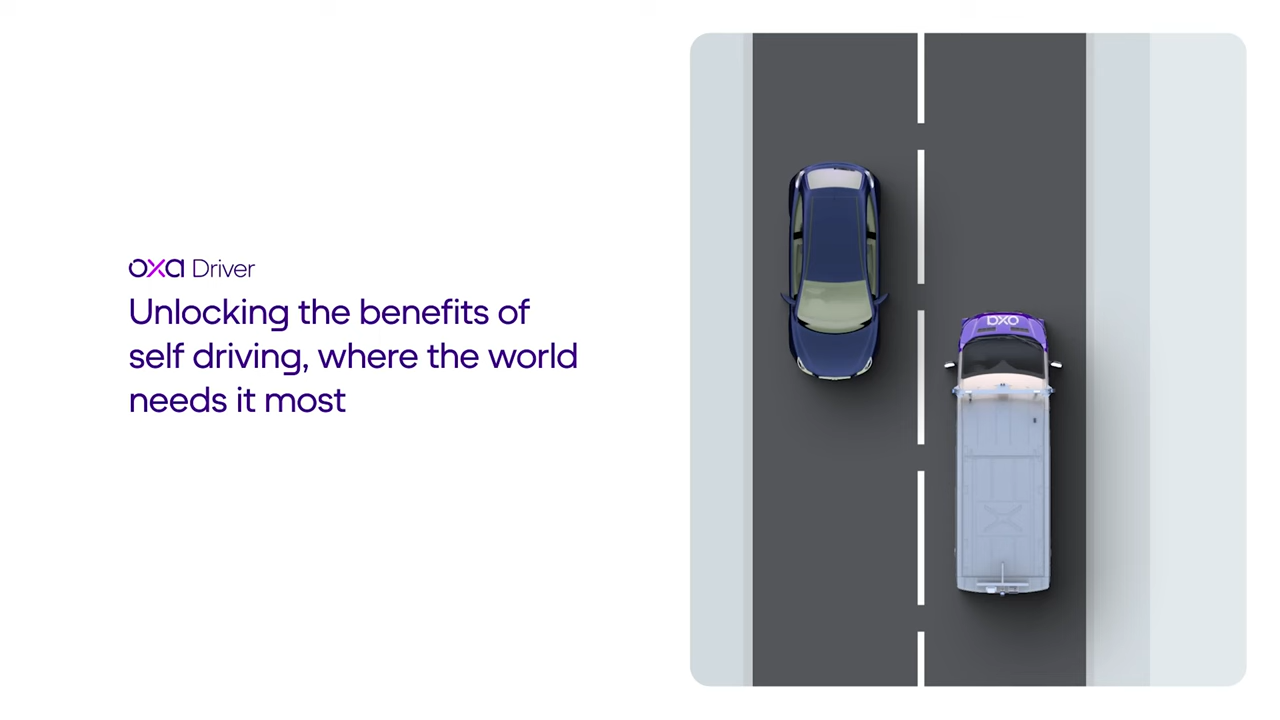 oxa Driver
Unlocking the benefits of
self driving, where the world
needs it most
oxa